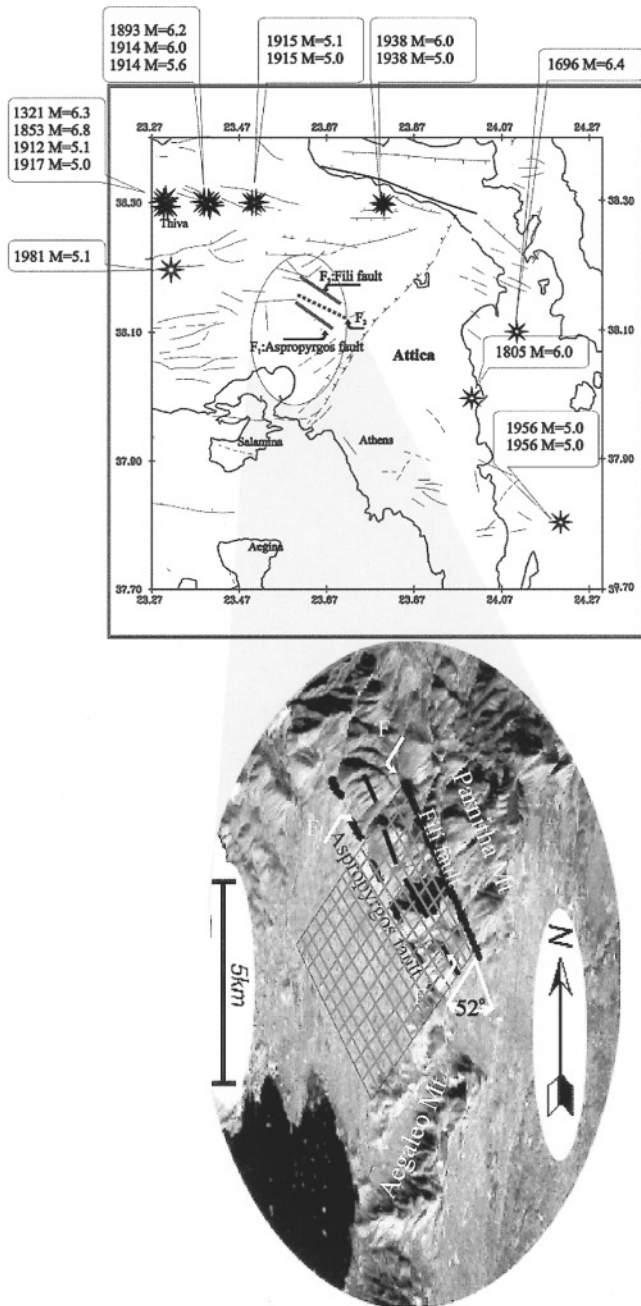 1893 M=6.2
1914 M=6.0
1914 M=5.6
1915 M=5.1
1915 M=5.0
1938 M=6.0
1938 M=5.0
1696 M=6.4
1321 M=6.3
1853 M=6.8
1912 M=5.1
1917 M=5.0
1981 M=5.1
23.27
23.47
23.67
23.87
24.07
24.27
38.30
38.30
Thiva
F2:Fili fault
F3
38.10
38.10
F1:Aspropyrgos fault
Attica
1805 M=6.0
1956 M=5.0
1956 M=5.0
37.90
37.90
Salamina
Athens
Aegina
37.70
37.70
23.27
23.47
23.67
23.87
24.07
24.27
F
F
Parnitha Mt
Fili fault
Aspropyrgos fault
52°
N
5km
Aegaleo Mt.